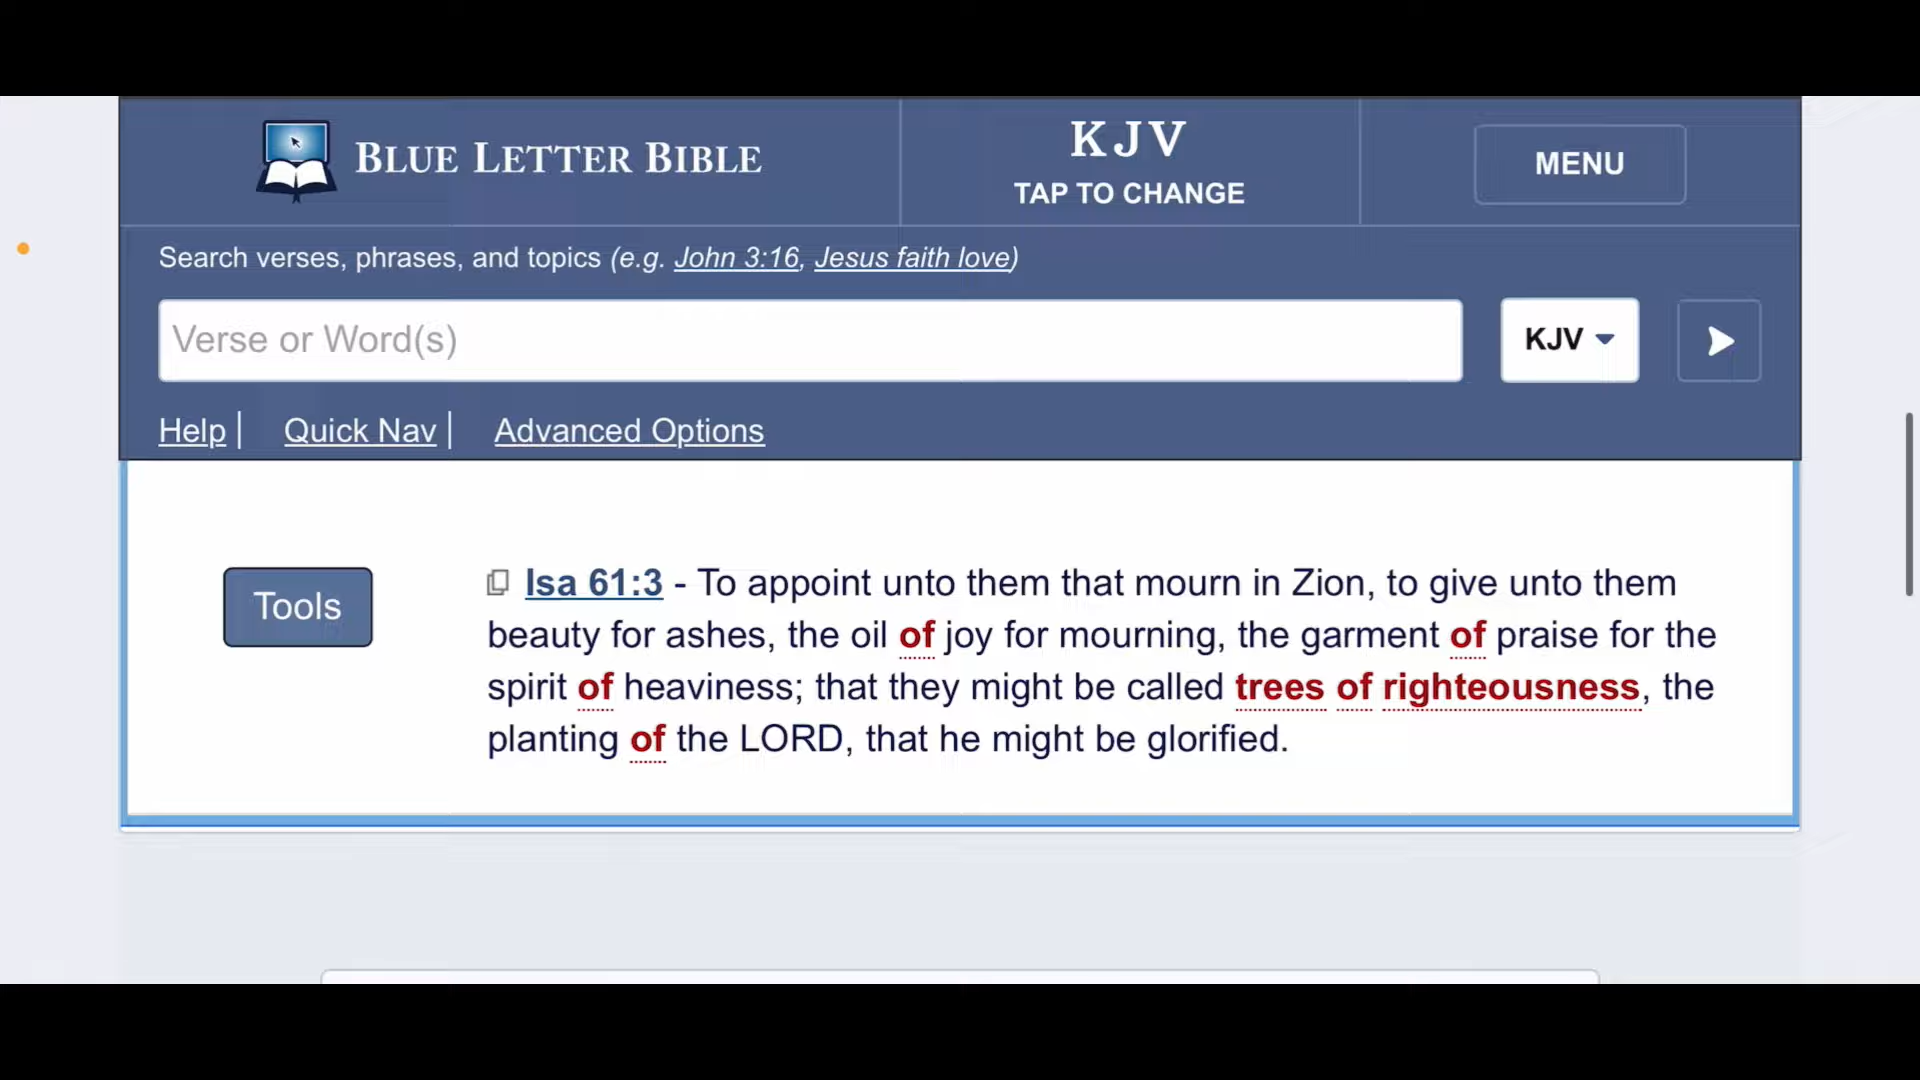 BLUE LETTER BIBLE
KJV
TAP TO CHANGE
MENU
Search verses, phrases, and topics (e.g. John 3:16, Jesus faith love)
Verse or Word(s)
KJV
Help | Quick Nav | Advanced Options
Tools
Isa 61:3 - To appoint unto them that mourn in Zion, to give unto them
beauty for ashes, the oil of joy for mourning, the garment of praise for the
spirit of heaviness; that they might be called trees of righteousness, the
planting of the LORD, that he might be glorified.